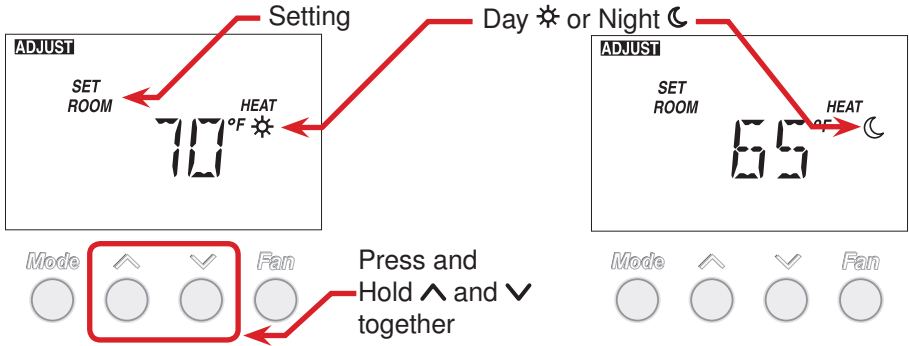 Setting
Day ☼ or Night ☾
ADJUST
SET
ROOM
HEAT
70 °F
Mode
Fan
Press and
Hold ∧ and ∨
together
ADJUST
SET
ROOM
HEAT
65 °F
Mode
Fan